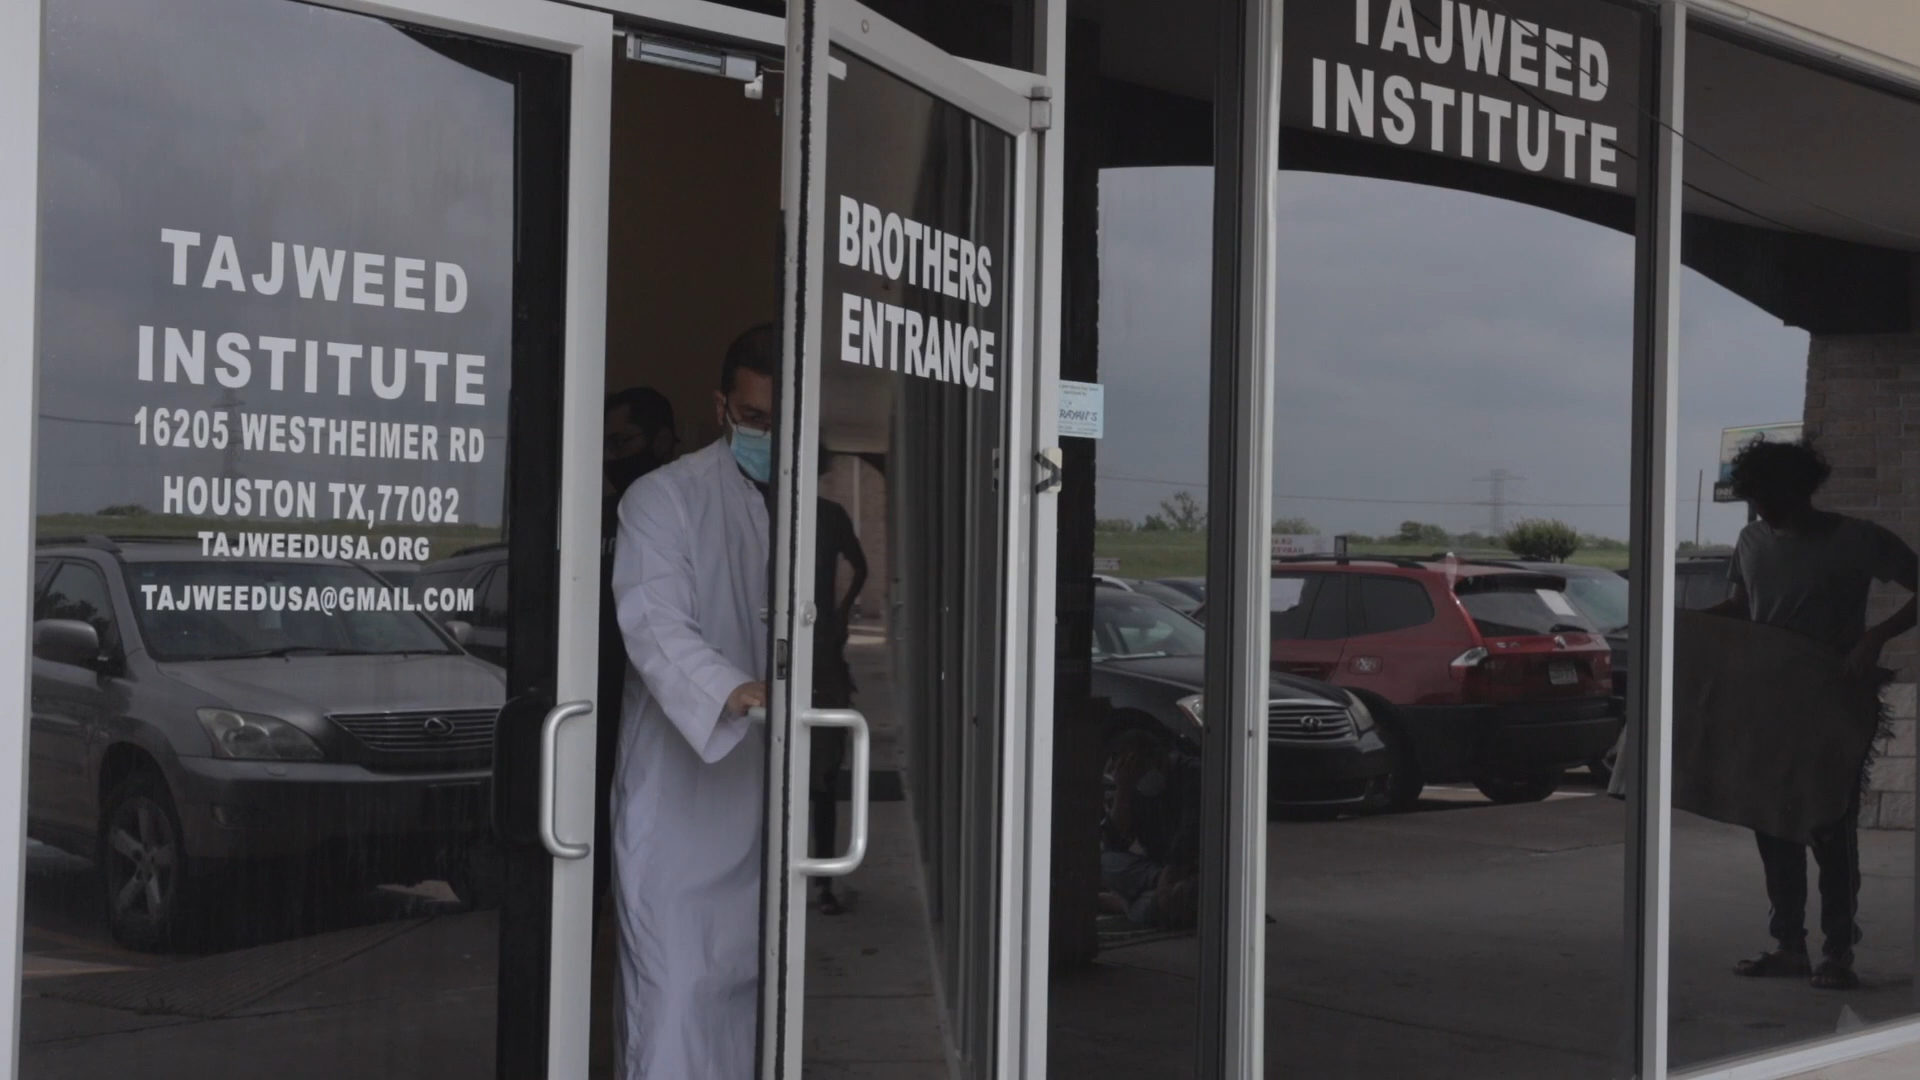 TAJWEED
INSTITUTE
16205 WESTHEIMER RD
HOUSTON TX,77082
TAJWEEDUSA.ORG
TAJWEEDUSA@GMAIL.COM
BROTHERS
ENTRANCE
TAJWEED
INSTITUTE